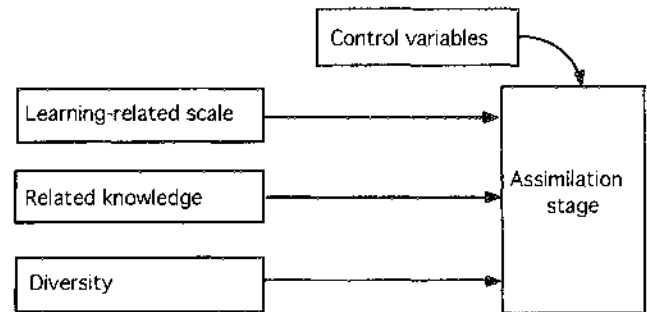 Control variables
Learning-related scale
Related knowledge
Assimilation
stage
Diversity